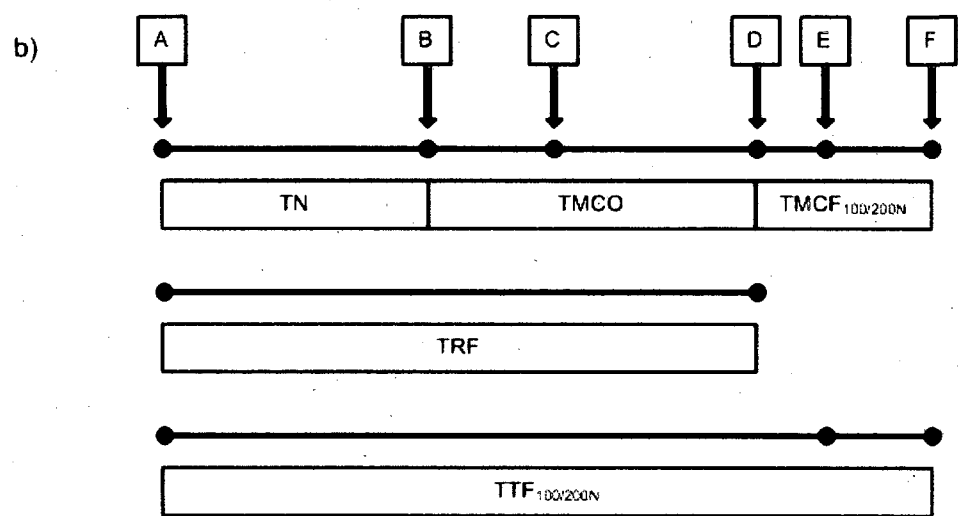 b)
A B C D E F
TN TMCO TMCF100/200N
TRF
TTF100/200N